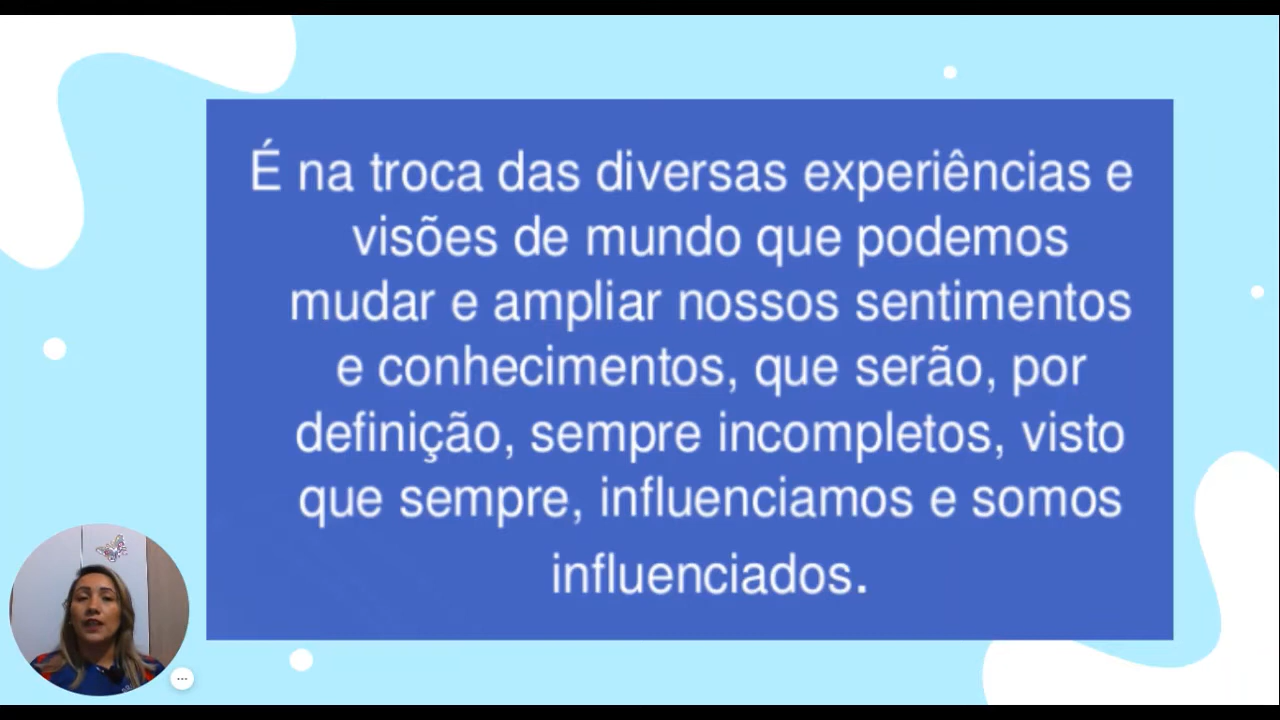 É na troca das diversas experiências e
visões de mundo que podemos
mudar e ampliar nossos sentimentos
e conhecimentos, que serão, por
definição, sempre incompletos, visto
que sempre, influenciamos e somos
influenciados.